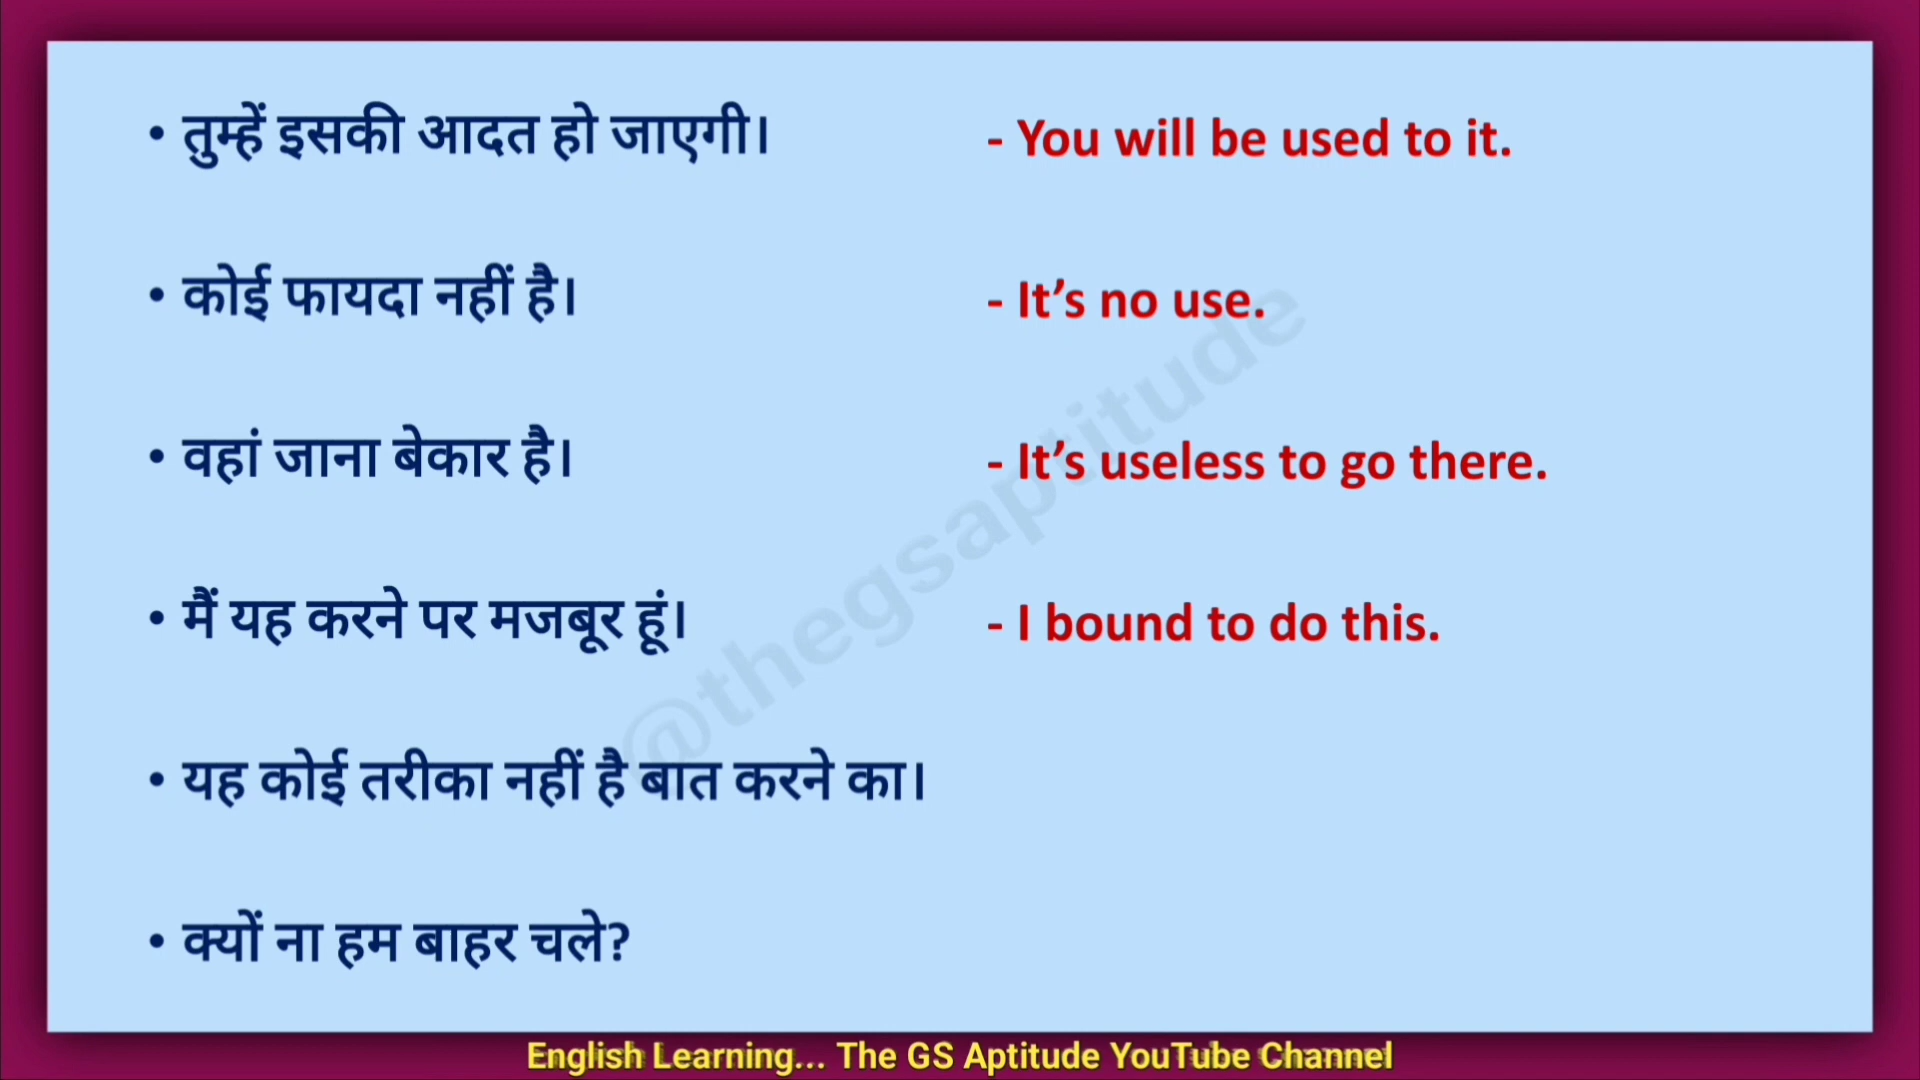 • तुम्हें इसकी आदत हो जाएगी। - You will be used to it.
• कोई फायदा नहीं है। - It’s no use.
• वहां जाना बेकार है। - It’s useless to go there.
• मैं यह करने पर मजबूर हूं। - I bound to do this.
• यह कोई तरीका नहीं है बात करने का।
• क्यों ना हम बाहर चले?
@thegsaptitude
English Learning... The GS Aptitude YouTube Channel